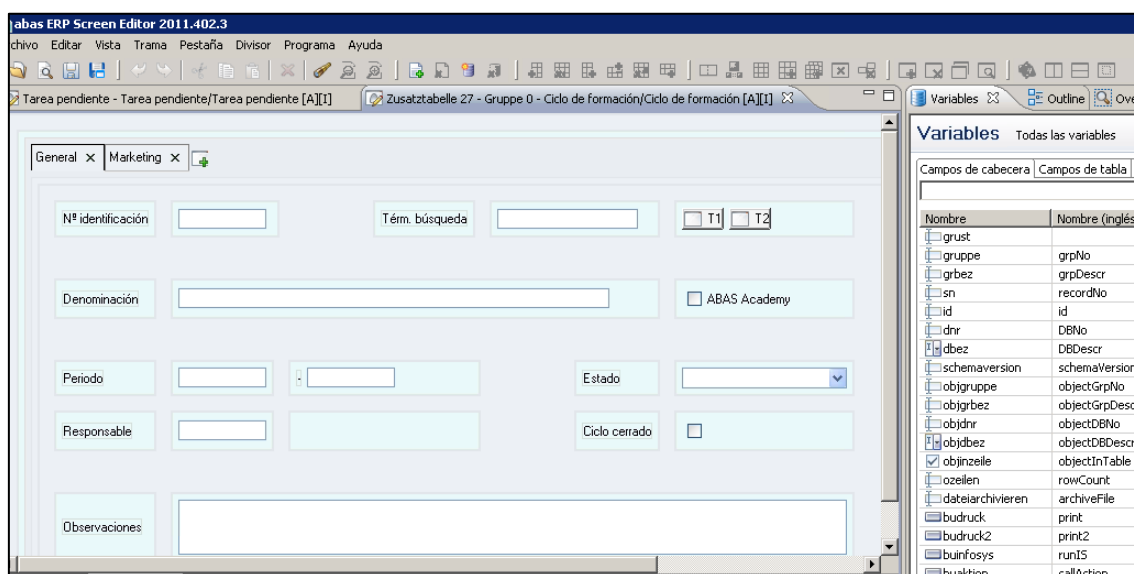 abas ERP Screen Editor 2011.402.3
chivo Editar Vista Trama Pestaña Divisor Programa Ayuda
Tarea pendiente - Tarea pendiente/Tarea pendiente [A][I] Zusatztabelle 27 - Gruppe 0 - Ciclo de formación/Ciclo de formación [A][I] Variables Outline Ove
Variables Todas las variables
General Marketing
Campos de cabecera Campos de tabla
Nº identificación Térm. búsqueda T1 T2
Nombre Nombre (inglés
grust
gruppe grpNo
grbez grpDescr
sn recordNo
Denominación ABAS Academy
id id
dnr DBNo
dbez DBDescr
schemaversion schemaVersion
Periodo - Estado
objgruppe objectGrpNo
objgrbez objectGrpDesc
objdnr objectDBNo
Responsable Ciclo cerrado
objdbez objectDBDescr
objinzeile objectInTable
ozeilen rowCount
dateiarchivieren archiveFile
budruck print
Observaciones
budruck2 print2
buinfosys runIS
buaktion callAction